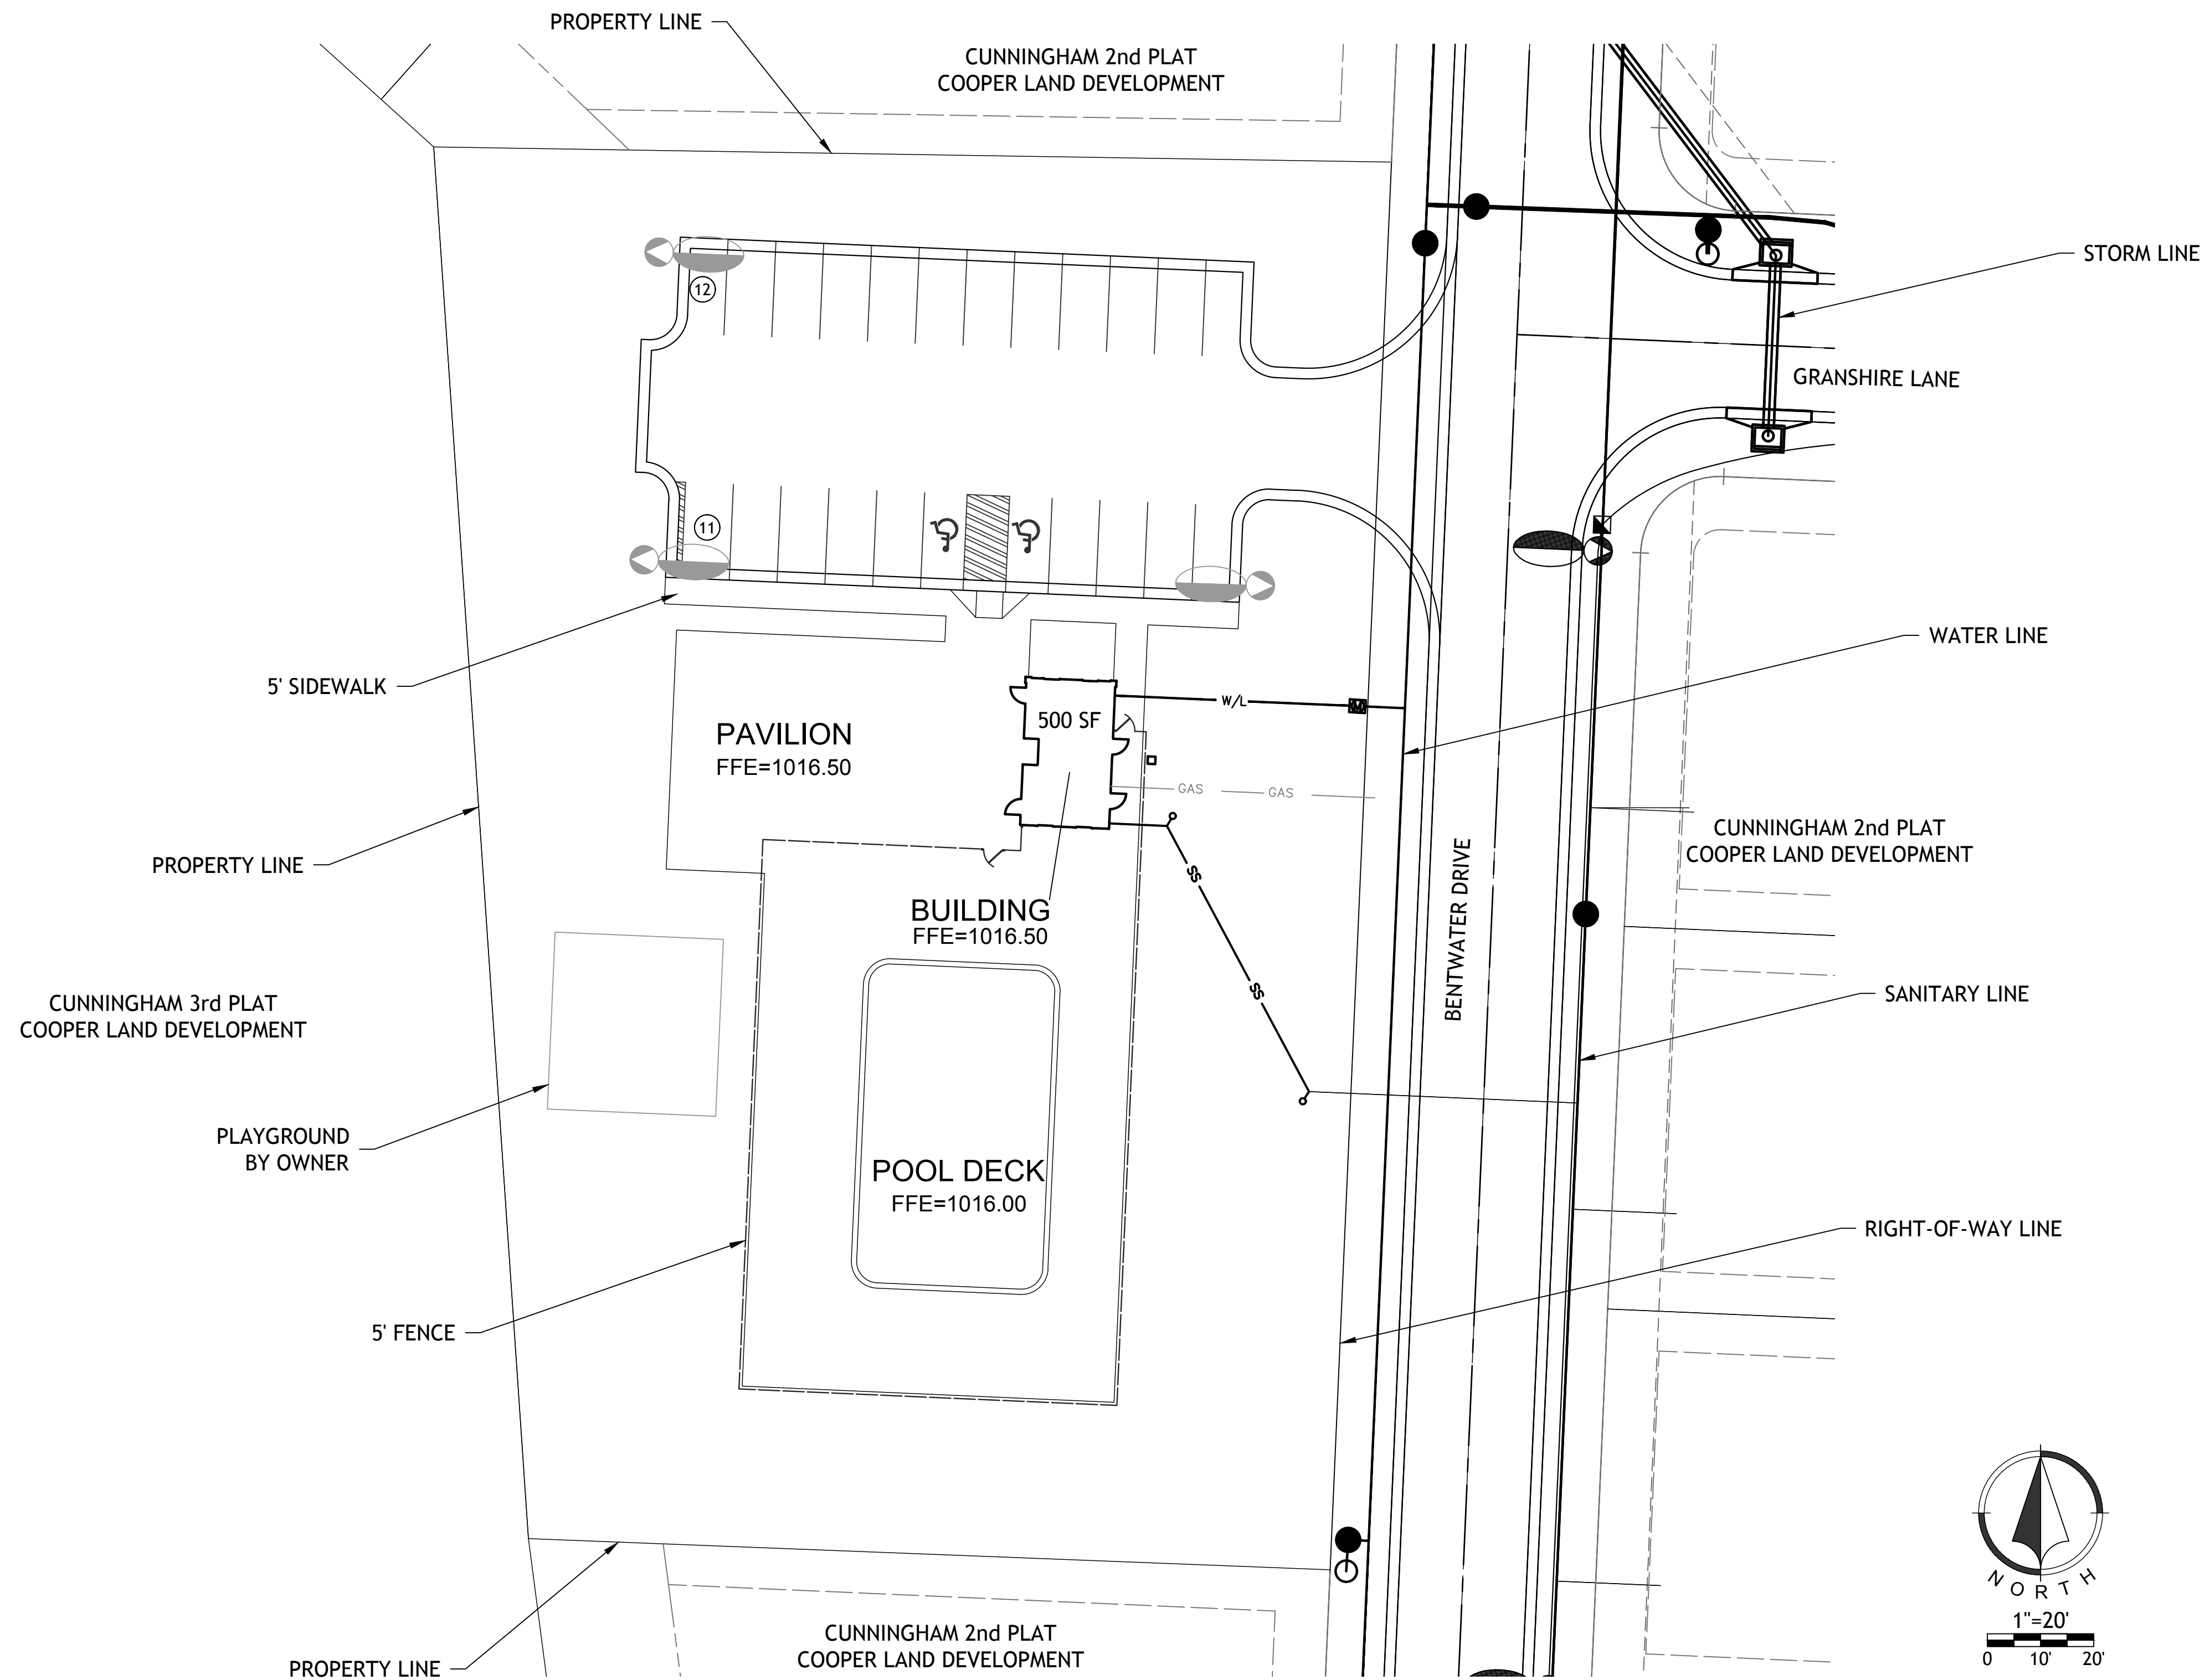 PROPERTY LINE
CUNNINGHAM 2nd PLAT
COOPER LAND DEVELOPMENT
STORM LINE
12
GRANSHIRE LANE
11
WATER LINE
5' SIDEWALK
W/L
M
500 SF
PAVILION
FFE=1016.50
GAS
GAS
CUNNINGHAM 2nd PLAT
COOPER LAND DEVELOPMENT
PROPERTY LINE
SS
BENTWATER DRIVE
BUILDING
FFE=1016.50
SS
SANITARY LINE
CUNNINGHAM 3rd PLAT
COOPER LAND DEVELOPMENT
PLAYGROUND
BY OWNER
POOL DECK
FFE=1016.00
RIGHT-OF-WAY LINE
5' FENCE
NORTH
1"=20'
0 10' 20'
CUNNINGHAM 2nd PLAT
COOPER LAND DEVELOPMENT
PROPERTY LINE